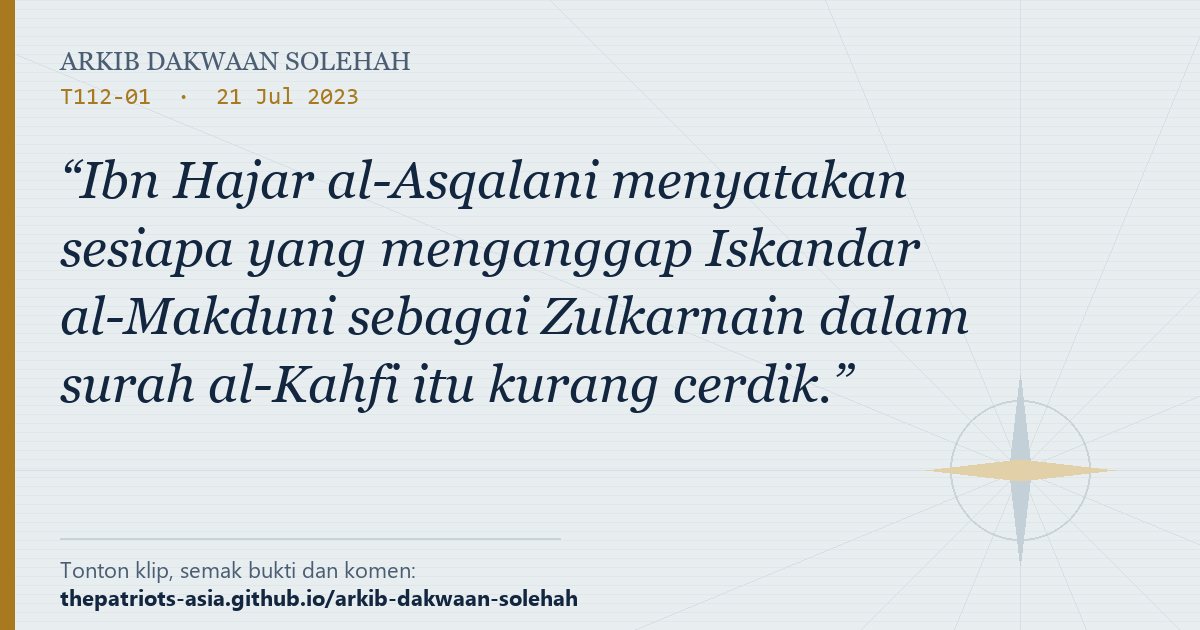 ARKIB DAKWAAN SOLEHAH
T112-01 · 21 Jul 2023
“Ibn Hajar al-Asqalani menyatakan
sesiapa yang menganggap Iskandar
al-Makduni sebagai Zulkarnain dalam
surah al-Kahfi itu kurang cerdik.”
Tonton klip, semak bukti dan komen:
thepatriots-asia.github.io/arkib-dakwaan-solehah